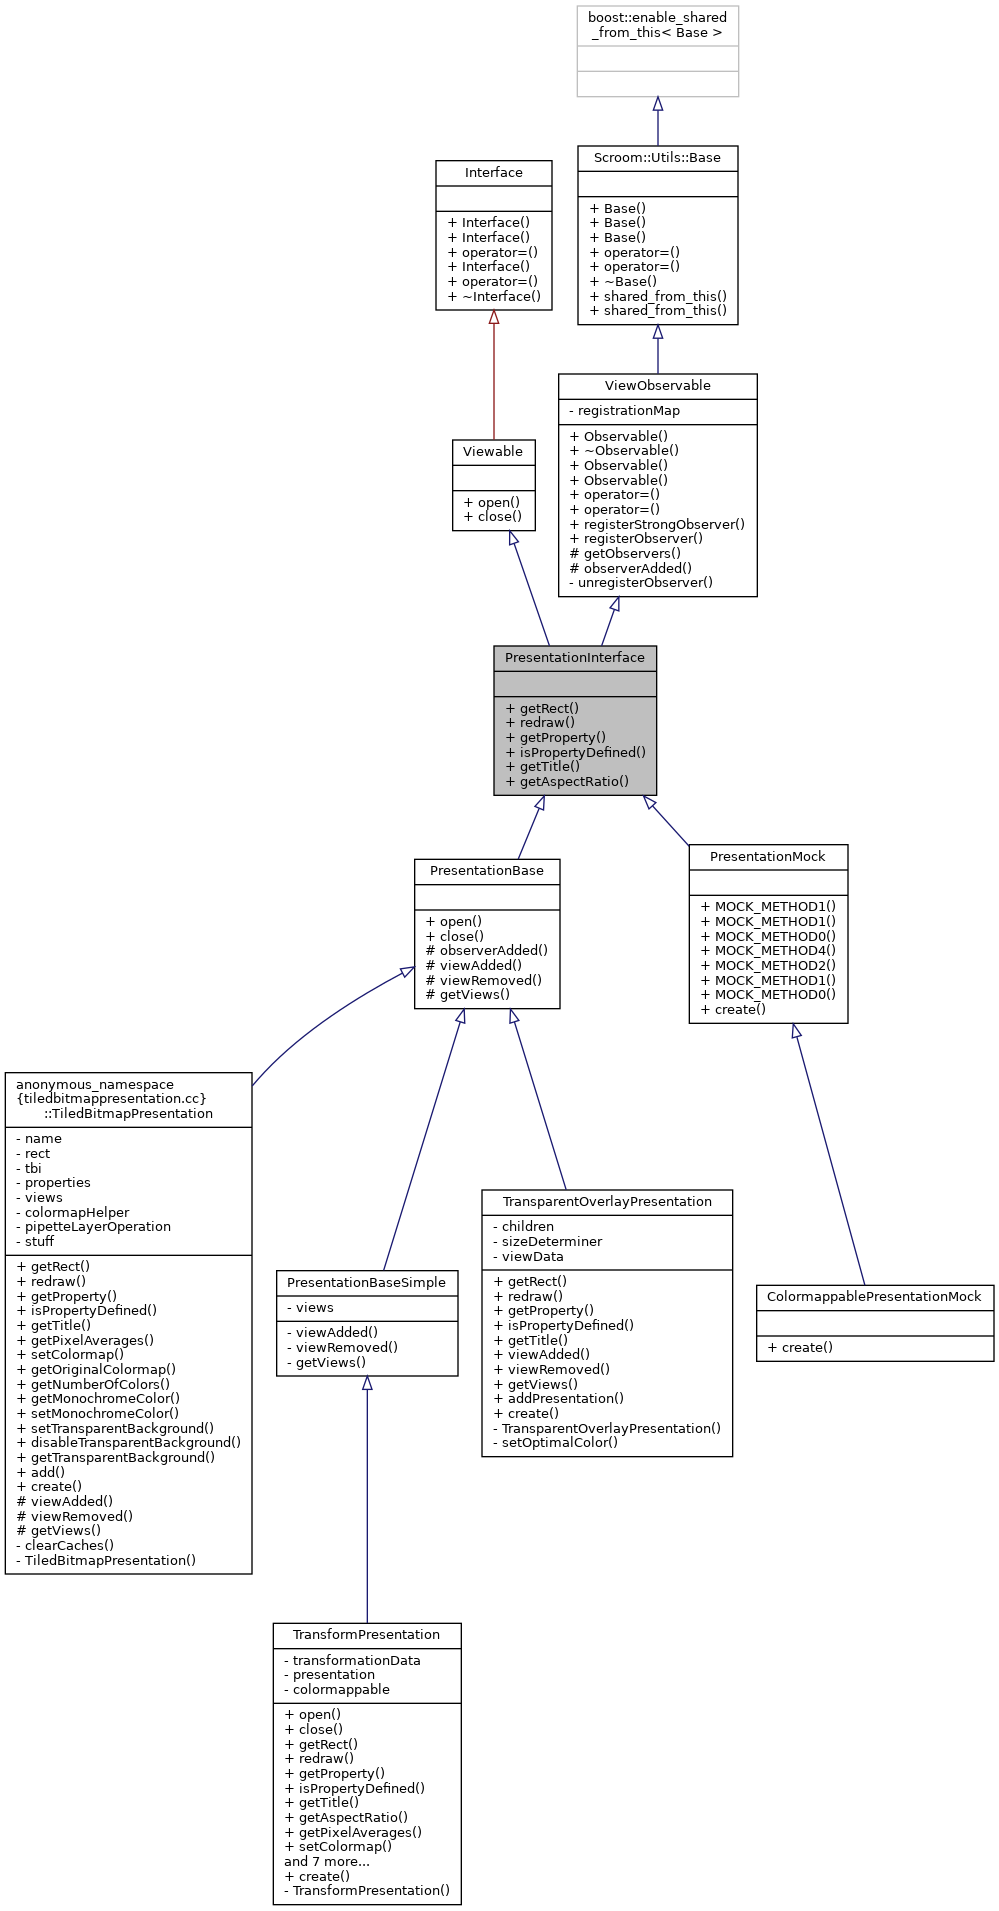 boost::enable_shared
_from_this< Base >
Interface
+ Interface()
+ Interface()
+ operator=()
+ Interface()
+ operator=()
+ ~Interface()
Scroom::Utils::Base
+ Base()
+ Base()
+ Base()
+ operator=()
+ operator=()
+ ~Base()
+ shared_from_this()
+ shared_from_this()
Viewable
+ open()
+ close()
ViewObservable
- registrationMap
+ Observable()
+ ~Observable()
+ Observable()
+ Observable()
+ operator=()
+ operator=()
+ registerStrongObserver()
+ registerObserver()
# getObservers()
# observerAdded()
- unregisterObserver()
PresentationInterface
+ getRect()
+ redraw()
+ getProperty()
+ isPropertyDefined()
+ getTitle()
+ getAspectRatio()
PresentationBase
+ open()
+ close()
# observerAdded()
# viewAdded()
# viewRemoved()
# getViews()
PresentationMock
+ MOCK_METHOD1()
+ MOCK_METHOD1()
+ MOCK_METHOD0()
+ MOCK_METHOD4()
+ MOCK_METHOD2()
+ MOCK_METHOD1()
+ MOCK_METHOD0()
+ create()
anonymous_namespace
{tiledbitmappresentation.cc}
::TiledBitmapPresentation
- name
- rect
- tbi
- properties
- views
- colormapHelper
- pipetteLayerOperation
- stuff
+ getRect()
+ redraw()
+ getProperty()
+ isPropertyDefined()
+ getTitle()
+ getPixelAverages()
+ setColormap()
+ getOriginalColormap()
+ getNumberOfColors()
+ getMonochromeColor()
+ setMonochromeColor()
+ setTransparentBackground()
+ disableTransparentBackground()
+ getTransparentBackground()
+ add()
+ create()
# viewAdded()
# viewRemoved()
# getViews()
- clearCaches()
- TiledBitmapPresentation()
PresentationBaseSimple
- views
- viewAdded()
- viewRemoved()
- getViews()
TransparentOverlayPresentation
- children
- sizeDeterminer
- viewData
+ getRect()
+ redraw()
+ getProperty()
+ isPropertyDefined()
+ getTitle()
+ viewAdded()
+ viewRemoved()
+ getViews()
+ addPresentation()
+ create()
- TransparentOverlayPresentation()
- setOptimalColor()
ColormappablePresentationMock
+ create()
TransformPresentation
- transformationData
- presentation
- colormappable
+ open()
+ close()
+ getRect()
+ redraw()
+ getProperty()
+ isPropertyDefined()
+ getTitle()
+ getAspectRatio()
+ getPixelAverages()
+ setColormap()
and 7 more...
+ create()
- TransformPresentation()